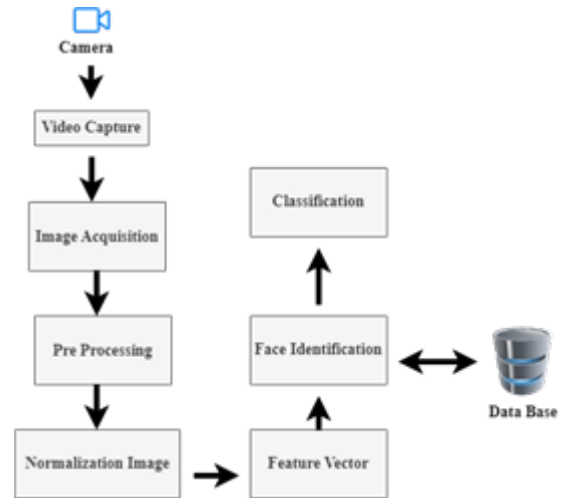 Camera
Video Capture
Image Acquisition
Pre Processing
Normalization Image
Feature Vector
Face Identification
Classification
Data Base